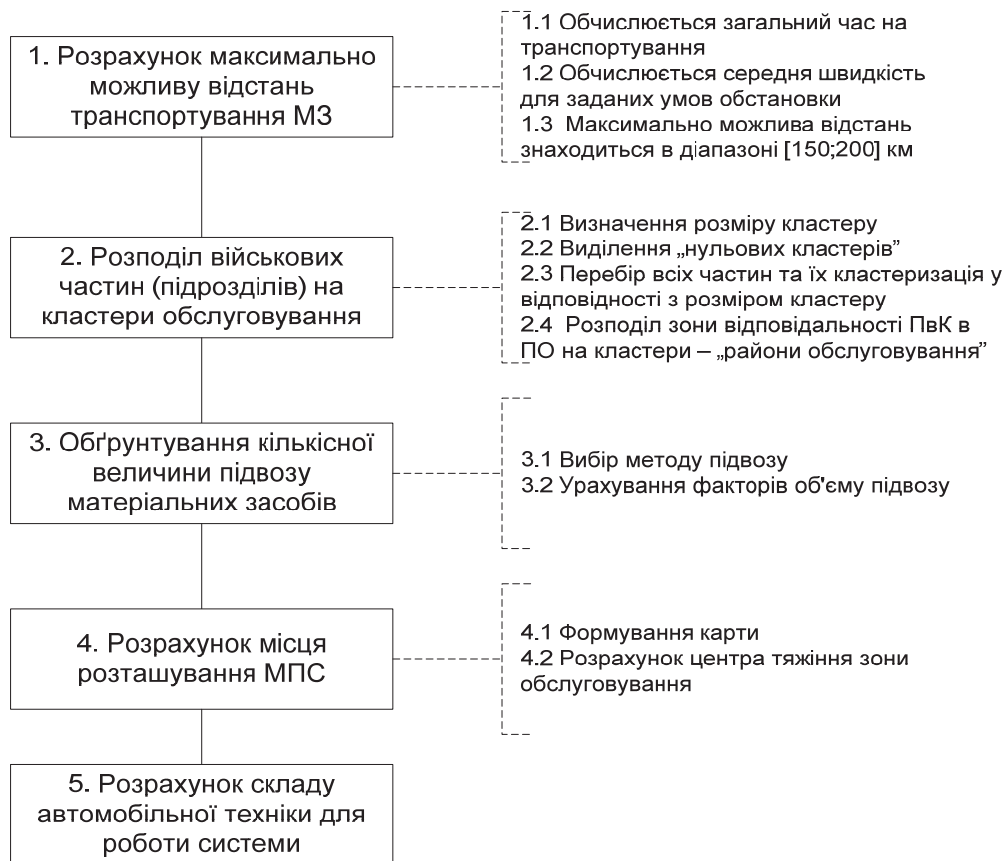 1. Розрахунок максимально
можливу відстань
транспортування МЗ
1.1 Обчислюється загальний час на
транспортування
1.2 Обчислюється середня швидкість
для заданих умов обстановки
1.3 Максимально можлива відстань
знаходиться в діапазоні [150;200] км
2. Розподіл військових
частин (підрозділів) на
кластери обслуговування
2.1 Визначення розміру кластеру
2.2 Виділення „нульових кластерів”
2.3 Перебір всіх частин та їх кластеризація у
відповідності з розміром кластеру
2.4 Розподіл зони відповідальності ПвК в
ПО на кластери – „райони обслуговування”
3. Обґрунтування кількісної
величини підвозу
матеріальних засобів
3.1 Вибір методу підвозу
3.2 Урахування факторів об'єму підвозу
4. Розрахунок місця
розташування МПС
4.1 Формування карти
4.2 Розрахунок центра тяжіння зони
обслуговування
5. Розрахунок складу
автомобільної техніки для
роботи системи